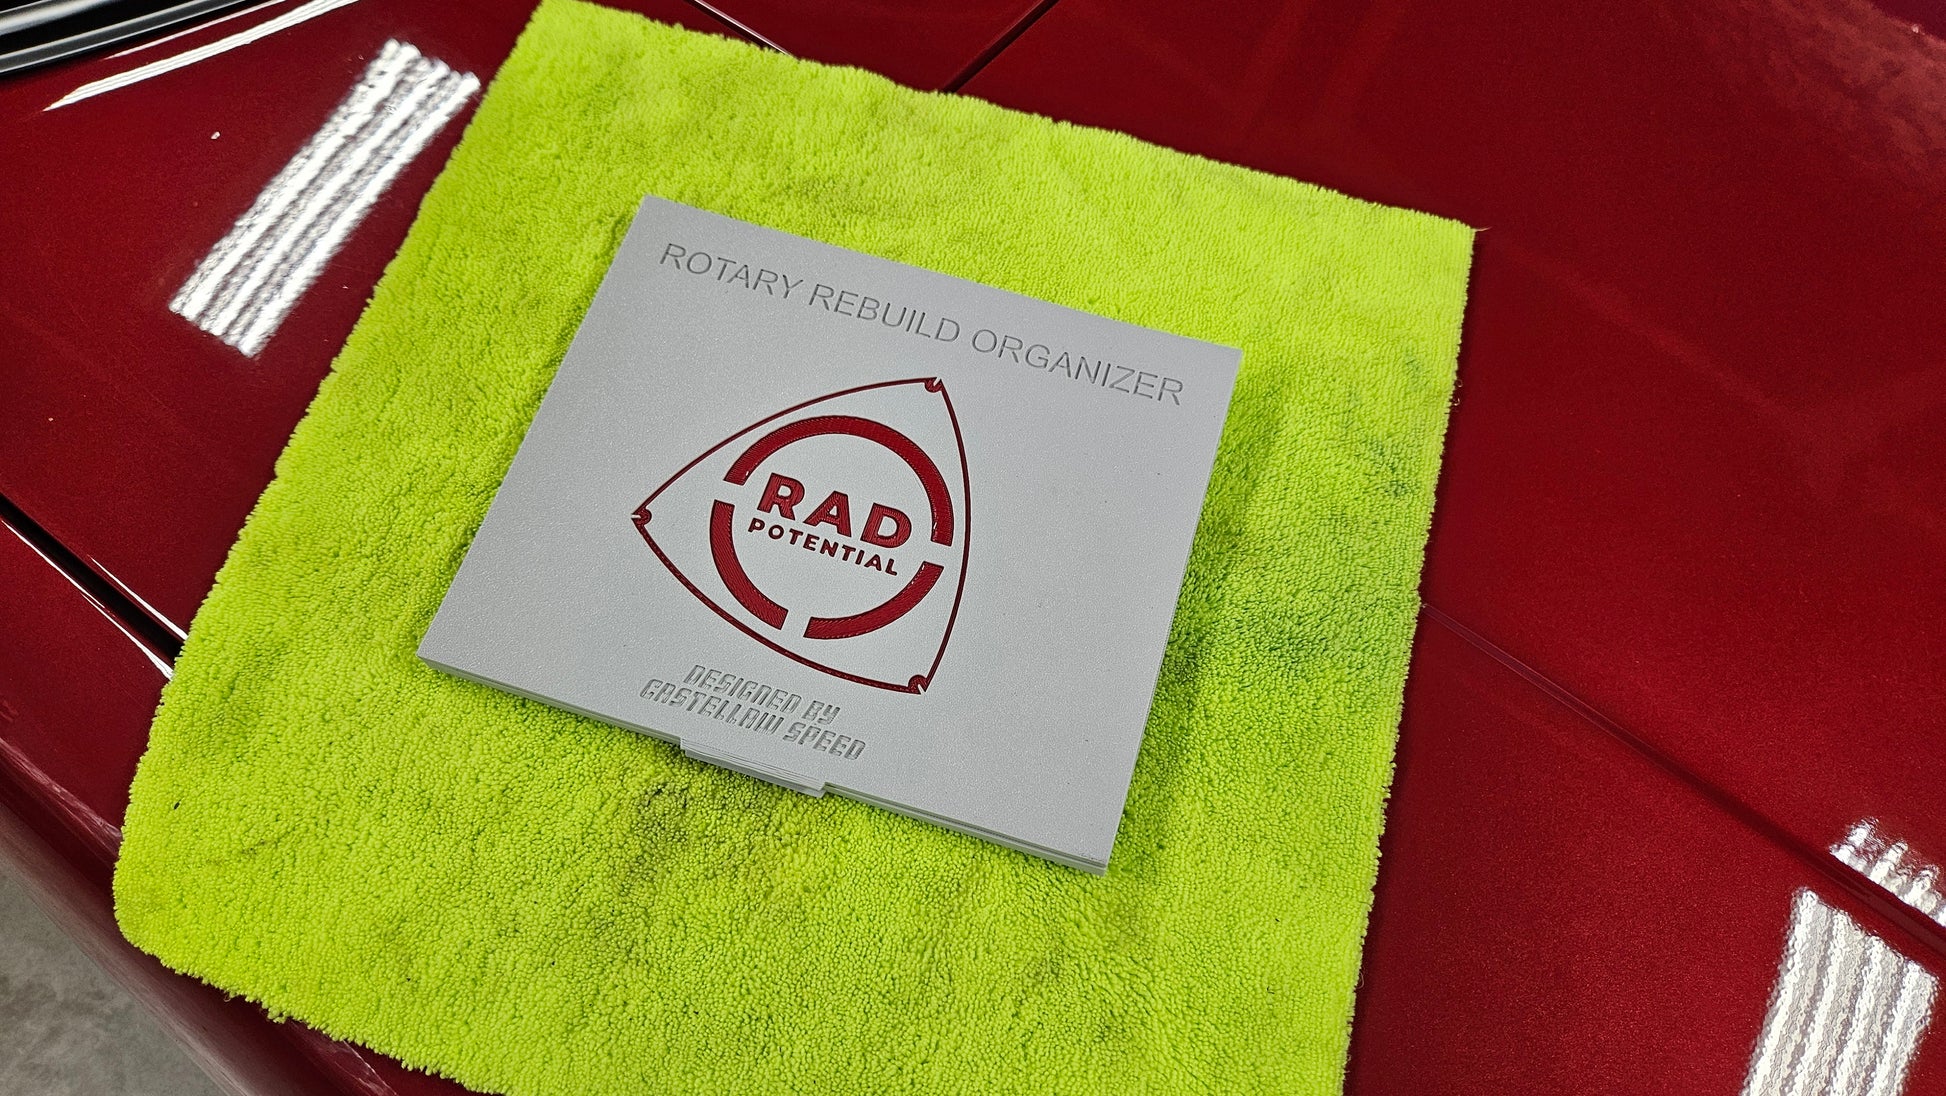 ROTARY REBUILD ORGANIZER
RAD
POTENTIAL
DESIGNED BY
CASTELLAW SPEED